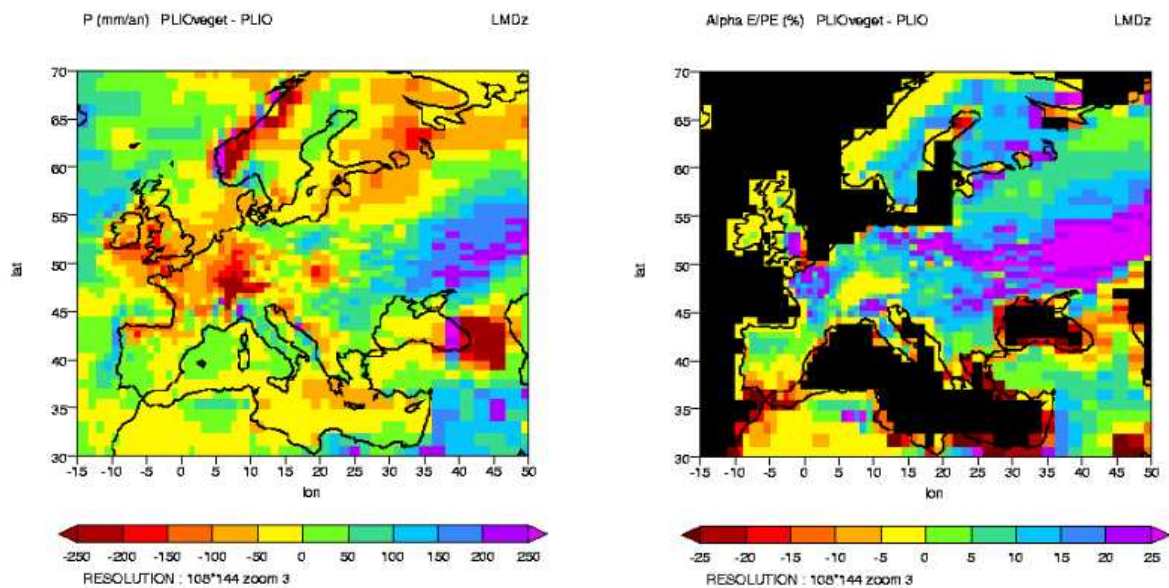 P (mm/an) PLIOveget - PLIO LMDz
70
65
60
55
50
45
40
35
30
lat
-15 -10 -5 0 5 10 15 20 25 30 35 40 45 50
lon
-250 -200 -150 -100 -50 0 50 100 150 200 250
RESOLUTION : 108*144 zoom 3
Alpha E/PE (%) PLIOveget - PLIO LMDz
70
65
60
55
50
45
40
35
30
lat
-15 -10 -5 0 5 10 15 20 25 30 35 40 45 50
lon
-25 -20 -15 -10 -5 0 5 10 15 20 25
RESOLUTION : 108*144 zoom 3